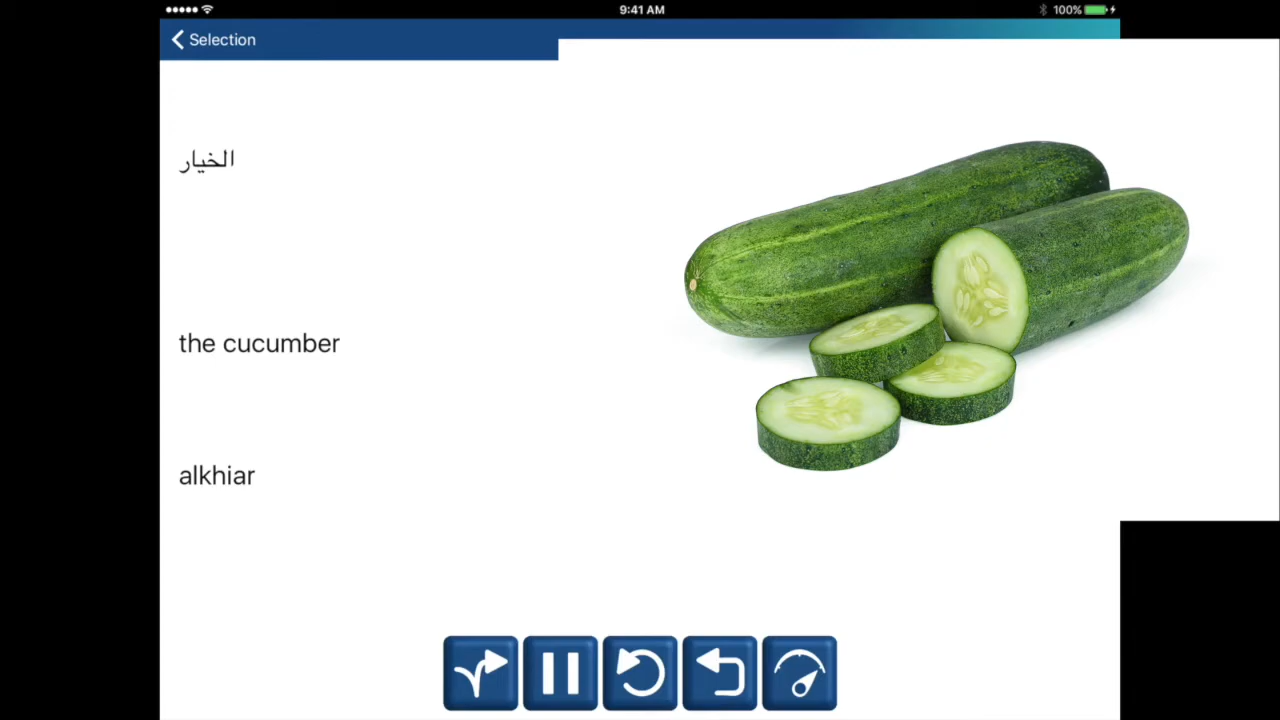 9:41 AM
100%
Selection
الخيار
the cucumber
alkhiar